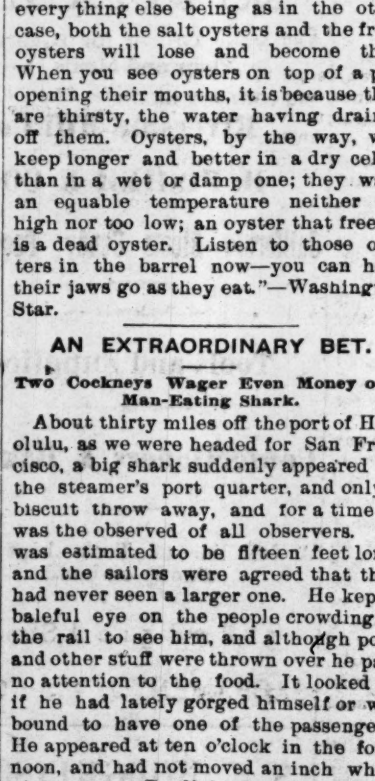 every thing else being as in the ot
case, both the salt oysters and the fr
oysters will lose and become th
When you see oysters on top of a p
opening their mouths, it is because th
are thirsty, the water having drai
off them. Oysters, by the way, w
keep longer and better in a dry cel
than in a wet or damp one; they w
an equable temperature neither
high nor too low; an oyster that free
is a dead oyster. Listen to those o
ters in the barrel now—you can h
their jaws go as they eat."—Washing
Star.
AN EXTRAORDINARY BET.
Two Cockneys Wager Even Money o
Man-Eating Shark.
About thirty miles off the port of H
olulu, as we were headed for San Fr
cisco, a big shark suddenly appeared
the steamer's port quarter, and only
biscuit throw away, and for a time
was the observed of all observers.
was estimated to be fifteen feet lo
and the sailors were agreed that th
had never seen a larger one. He kep
baleful eye on the people crowding
the rail to see him, and although po
and other stuff were thrown over he pa
no attention to the food. It looked
if he had lately gorged himself or w
bound to have one of the passenge
He appeared at ten o'clock in the fo
noon, and had not moved an inch wh